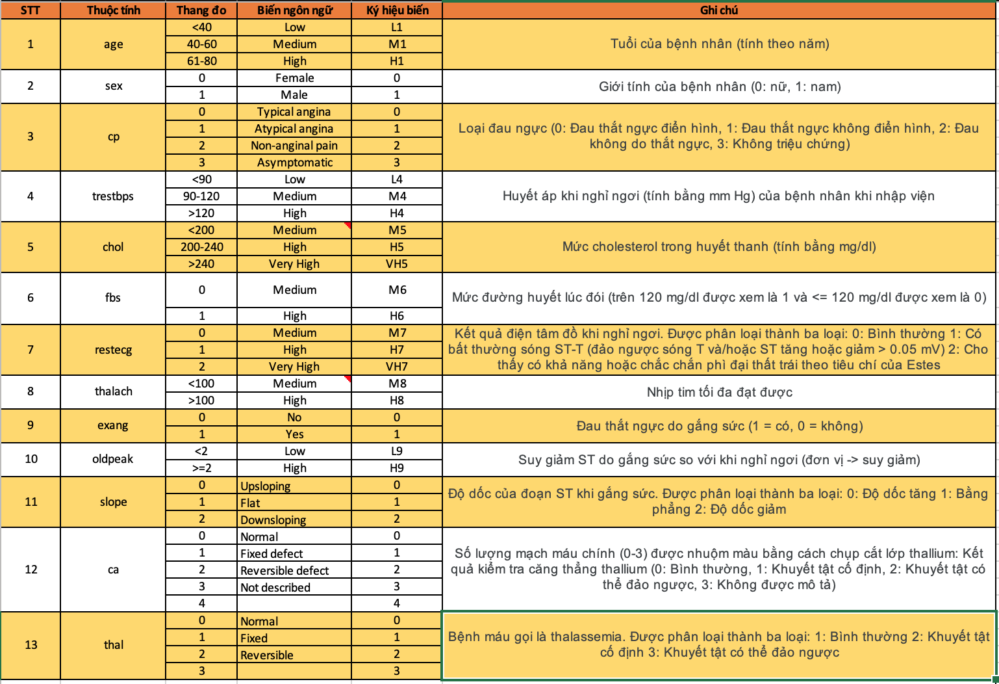 STT Thuộc tính Thang đo Biến ngôn ngữ Ký hiệu biến Ghi chú
1 age <40 Low L1 Tuổi của bệnh nhân (tính theo năm)
40-60 Medium M1
61-80 High H1
2 sex 0 Female 0 Giới tính của bệnh nhân (0: nữ, 1: nam)
1 Male 1
3 cp 0 Typical angina 0 Loại đau ngực (0: Đau thắt ngực điển hình, 1: Đau thắt ngực không điển hình, 2: Đau
không do thắt ngực, 3: Không triệu chứng)
1 Atypical angina 1
2 Non-anginal pain 2
3 Asymptomatic 3
4 trestbps <90 Low L4 Huyết áp khi nghỉ ngơi (tính bằng mm Hg) của bệnh nhân khi nhập viện
90-120 Medium M4
>120 High H4
5 chol <200 Medium M5 Mức cholesterol trong huyết thanh (tính bằng mg/dl)
200-240 High H5
>240 Very High VH5
6 fbs 0 Medium M6 Mức đường huyết lúc đói (trên 120 mg/dl được xem là 1 và <= 120 mg/dl được xem là 0)
1 High H6
7 restecg 0 Medium M7 Kết quả điện tâm đồ khi nghỉ ngơi. Được phân loại thành ba loại: 0: Bình thường 1: Có
bất thường sóng ST-T (đảo ngược sóng T và/hoặc ST tăng hoặc giảm > 0.05 mV) 2: Cho
thấy có khả năng hoặc chắc chắn phì đại thất trái theo tiêu chí của Estes
1 High H7
2 Very High VH7
8 thalach <100 Medium M8 Nhịp tim tối đa đạt được
>100 High H8
9 exang 0 No 0 Đau thắt ngực do gắng sức (1 = có, 0 = không)
1 Yes 1
10 oldpeak <2 Low L9 Suy giảm ST do gắng sức so với khi nghỉ ngơi (đơn vị -> suy giảm)
>=2 High H9
11 slope 0 Upsloping 0 Độ dốc của đoạn ST khi gắng sức. Được phân loại thành ba loại: 0: Độ dốc tăng 1: Bằng
phẳng 2: Độ dốc giảm
1 Flat 1
2 Downsloping 2
12 ca 0 Normal 0 Số lượng mạch máu chính (0-3) được nhuộm màu bằng cách chụp cắt lớp thallium: Kết
quả kiểm tra căng thẳng thallium (0: Bình thường, 1: Khuyết tật cố định, 2: Khuyết tật có
thể đảo ngược, 3: Không được mô tả)
1 Fixed defect 1
2 Reversible defect 2
3 Not described 3
4 4
13 thal 0 Normal 0 Bệnh máu gọi là thalassemia. Được phân loại thành ba loại: 1: Bình thường 2: Khuyết tật
cố định 3: Khuyết tật có thể đảo ngược
1 Fixed 1
2 Reversible 2
3 3